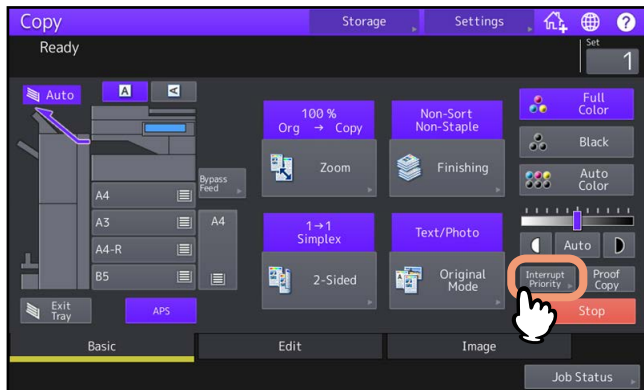 Copy
Storage
Settings
?
Ready
Set
1
Auto
A
A
100 %
Org → Copy
Non-Sort
Non-Staple
Full
Color
Zoom
Finishing
Black
Bypass
Feed
Auto
Color
A4
A3
A4-R
B5
A4
1→1
Simplex
Text/Photo
Auto
2-Sided
Original
Mode
Interrupt
Priority
Proof
Copy
Exit
Tray
APS
Stop
Basic
Edit
Image
Job Status